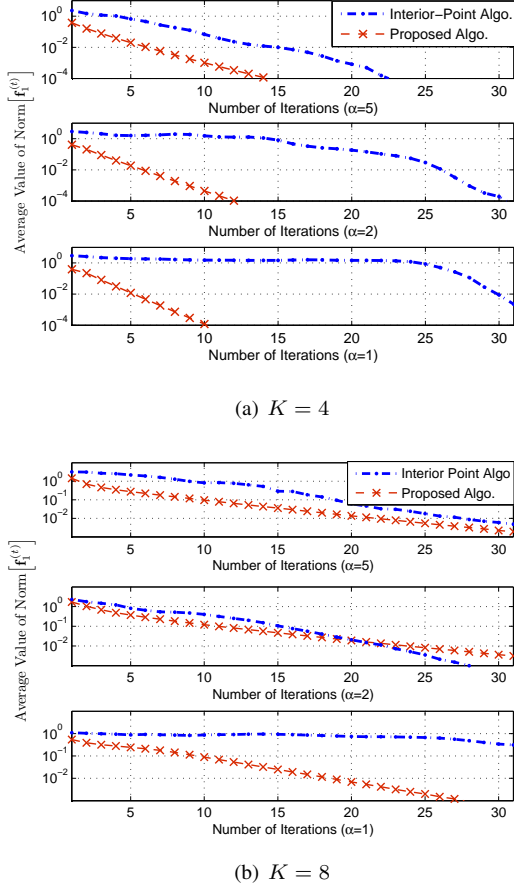 Interior−Point Algo.
Proposed Algo.
10^0
10^−2
10^−4
5 10 15 20 25 30
Number of Iterations (α=5)
Average Value of Norm [f_1^(t)]
10^0
10^−2
10^−4
5 10 15 20 25 30
Number of Iterations (α=2)
10^0
10^−2
10^−4
5 10 15 20 25 30
Number of Iterations (α=1)
(a) K = 4
Interior Point Algo
Proposed Algo.
10^0
10^−1
10^−2
5 10 15 20 25 30
Number of Iterations (α=5)
Average Value of Norm [f_1^(t)]
10^0
10^−1
10^−2
5 10 15 20 25 30
Number of Iterations (α=2)
10^0
10^−1
10^−2
5 10 15 20 25 30
Number of Iterations (α=1)
(b) K = 8